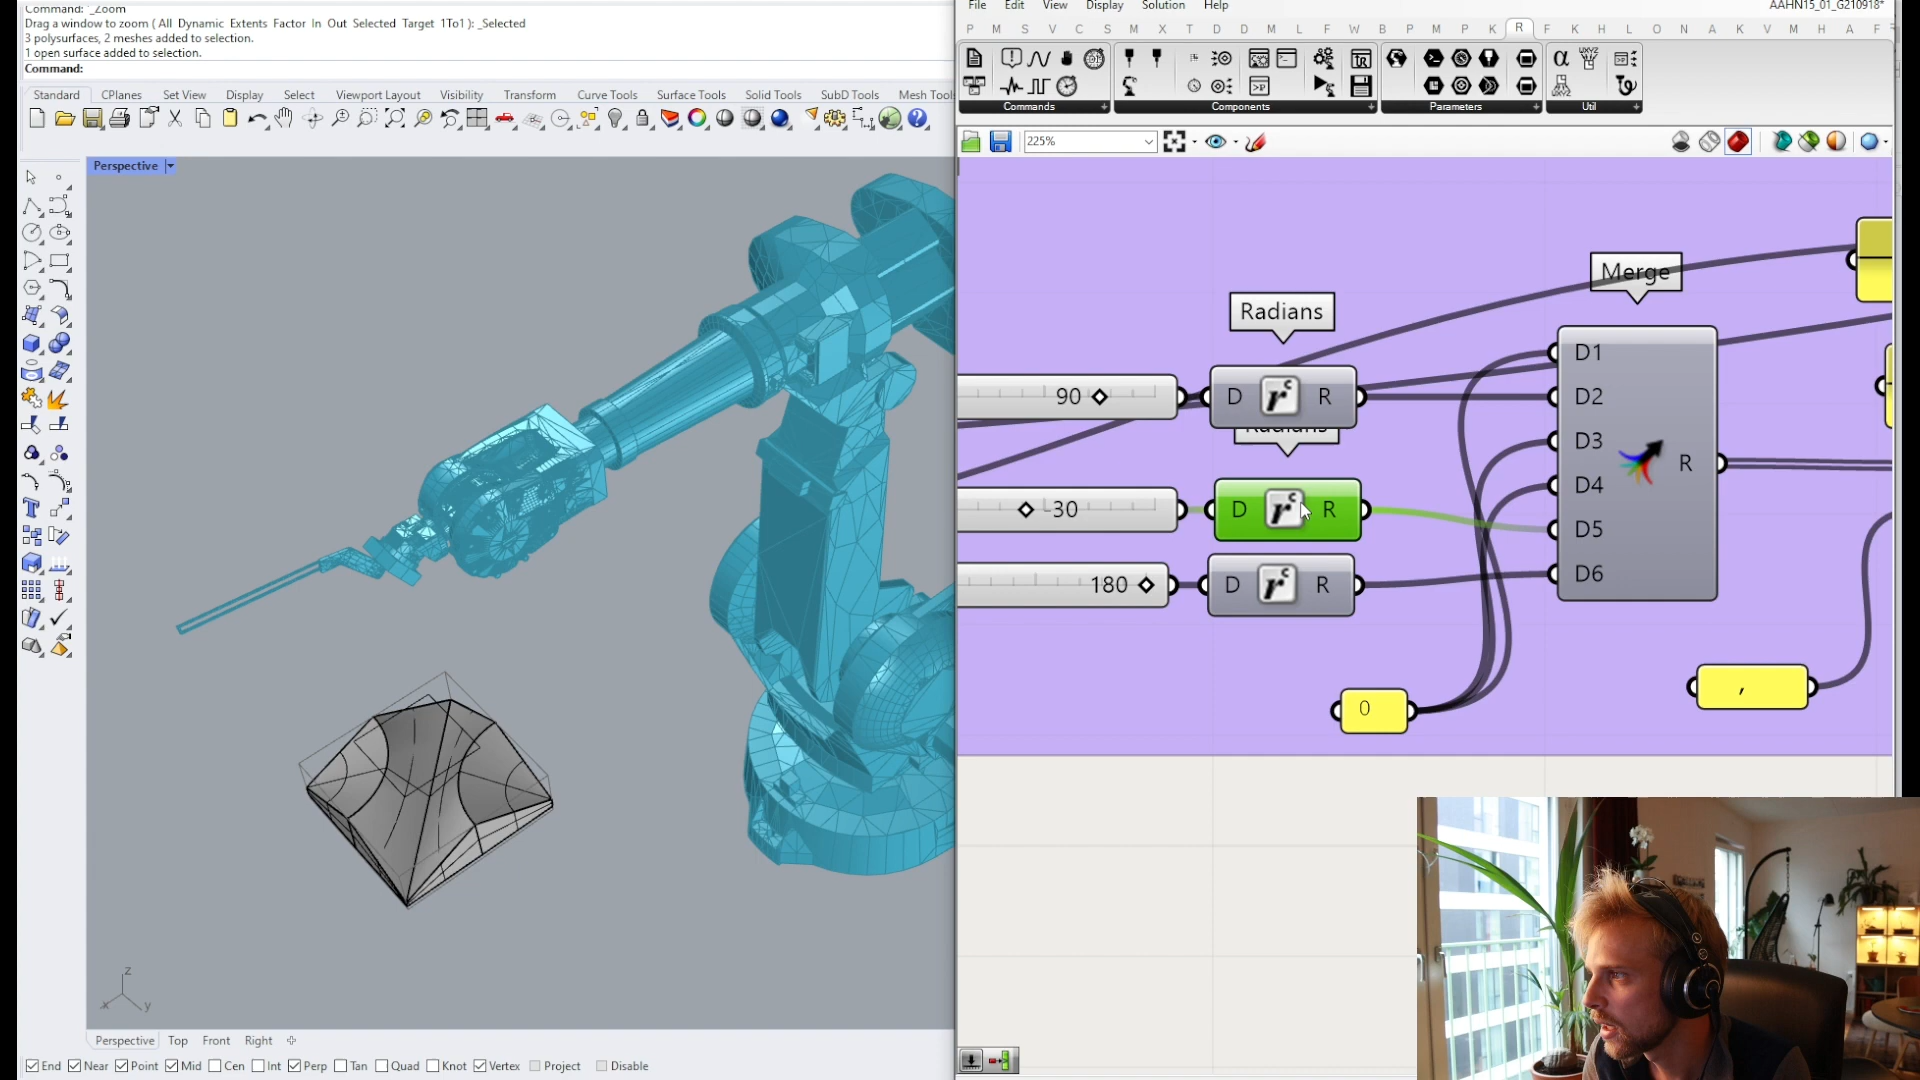 Command: '_Zoom
Drag a window to zoom ( All Dynamic Extents Factor In Out Selected Target 1To1 ): _Selected
3 polysurfaces, 2 meshes added to selection.
1 open surface added to selection.
Command:
Standard CPlanes Set View Display Select Viewport Layout Visibility Transform Curve Tools Surface Tools Solid Tools SubD Tools Mesh Tool
Perspective
z
x y
Perspective Top Front Right
End Near Point Mid Cen Int Perp Tan Quad Knot Vertex Project Disable
File Edit View Display Solution Help
AAHN15_01_G210918*
P M S V C S M X T D D M L F W B P M P K R F K H L O N A K V M H A F
Commands Components Parameters Util
225%
Merge
Radians
D1
90 D R
D2
Radians
D3
R
D4
-30 D R
D5
180 D R
D6
0
,